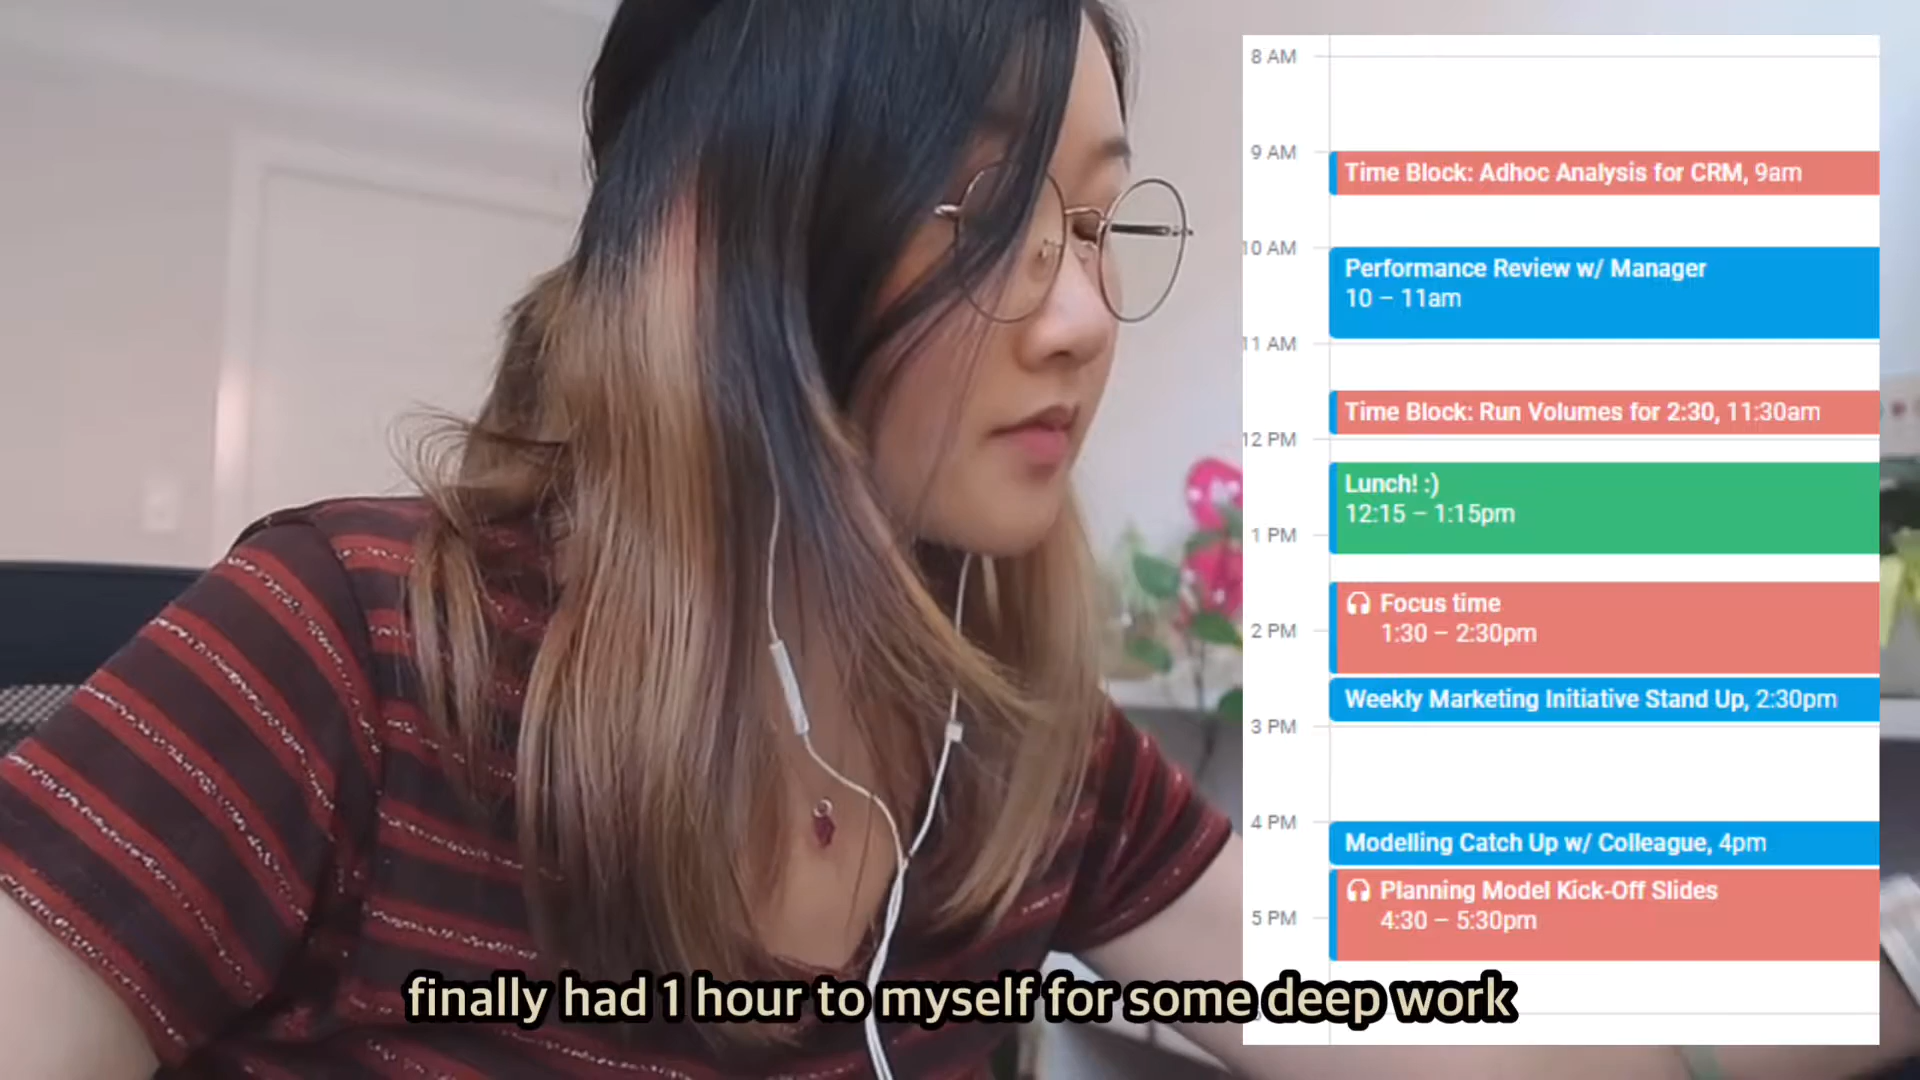 8 AM
9 AM
Time Block: Adhoc Analysis for CRM, 9am
10 AM
Performance Review w/ Manager
10 – 11am
11 AM
Time Block: Run Volumes for 2:30, 11:30am
12 PM
Lunch! :)
12:15 – 1:15pm
1 PM
Focus time
1:30 – 2:30pm
2 PM
Weekly Marketing Initiative Stand Up, 2:30pm
3 PM
4 PM
Modelling Catch Up w/ Colleague, 4pm
Planning Model Kick-Off Slides
4:30 – 5:30pm
5 PM
finally had 1 hour to myself for some deep work